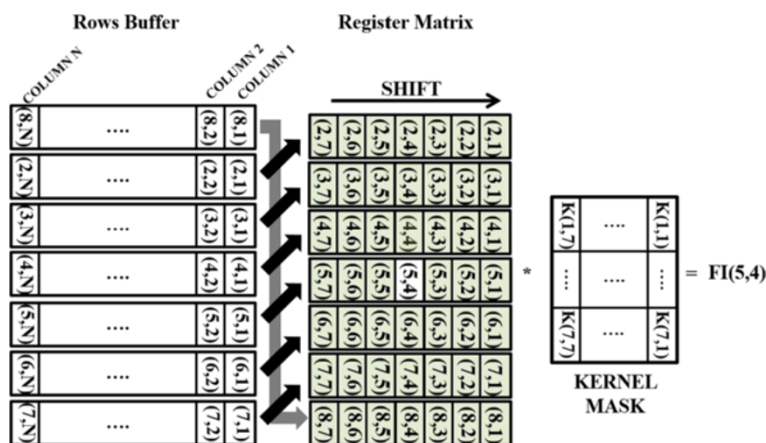 Rows Buffer
Register Matrix
COLUMN N
COLUMN 2
COLUMN 1
SHIFT
(8,N) .... (8,2) (8,1)
(2,N) .... (2,2) (2,1)
(3,N) .... (3,2) (3,1)
(4,N) .... (4,2) (4,1)
(5,N) .... (5,2) (5,1)
(6,N) .... (6,2) (6,1)
(7,N) .... (7,2) (7,1)
(2,7) (2,6) (2,5) (2,4) (2,3) (2,2) (2,1)
(3,7) (3,6) (3,5) (3,4) (3,3) (3,2) (3,1)
(4,7) (4,6) (4,5) (4,4) (4,3) (4,2) (4,1)
(5,7) (5,6) (5,5) (5,4) (5,3) (5,2) (5,1)
(6,7) (6,6) (6,5) (6,4) (6,3) (6,2) (6,1)
(7,7) (7,6) (7,5) (7,4) (7,3) (7,2) (7,1)
(8,7) (8,6) (8,5) (8,4) (8,3) (8,2) (8,1)
*
K(1,7) .... K(1,1)
.... .... ....
K(7,7) .... K(7,1)
= FI(5,4)
KERNEL
MASK